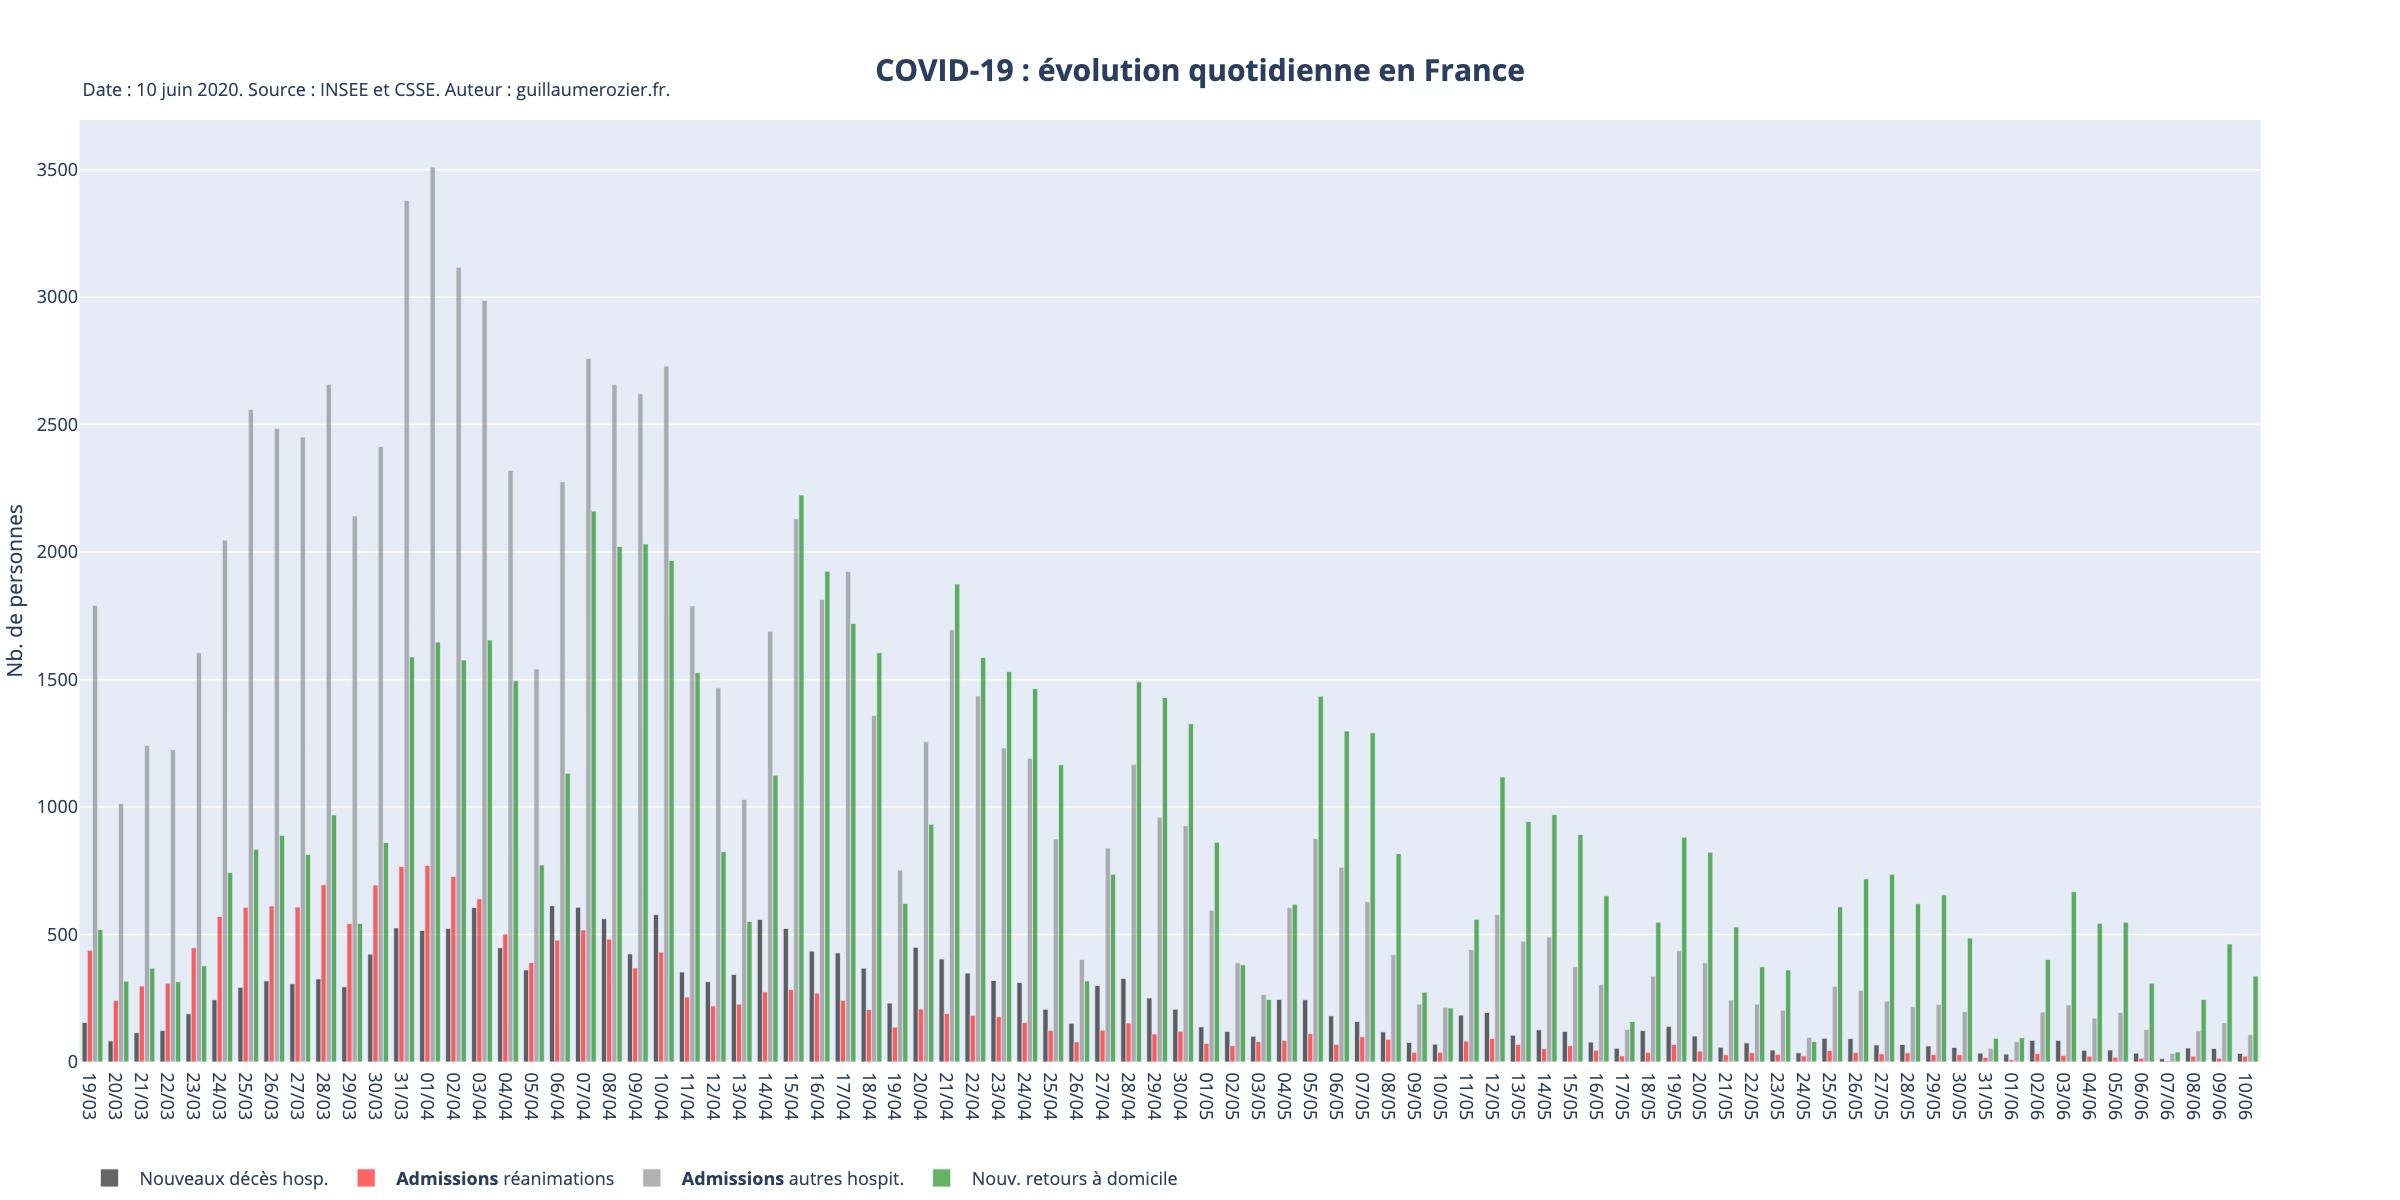 COVID-19 : évolution quotidienne en France
Date : 10 juin 2020. Source : INSEE et CSSE. Auteur : guillaumerozier.fr.
Nb. de personnes
3500
3000
2500
2000
1500
1000
500
0
19/03 20/03 21/03 22/03 23/03 24/03 25/03 26/03 27/03 28/03 29/03 30/03 31/03 01/04 02/04 03/04 04/04 05/04 06/04 07/04 08/04 09/04 10/04 11/04 12/04 13/04 14/04 15/04 16/04 17/04 18/04 19/04 20/04 21/04 22/04 23/04 24/04 25/04 26/04 27/04 28/04 29/04 30/04 01/05 02/05 03/05 04/05 05/05 06/05 07/05 08/05 09/05 10/05 11/05 12/05 13/05 14/05 15/05 16/05 17/05 18/05 19/05 20/05 21/05 22/05 23/05 24/05 25/05 26/05 27/05 28/05 29/05 30/05 31/05 01/06 02/06 03/06 04/06 05/06 06/06 07/06 08/06 09/06 10/06
Nouveaux décès hosp. Admissions réanimations Admissions autres hospit. Nouv. retours à domicile